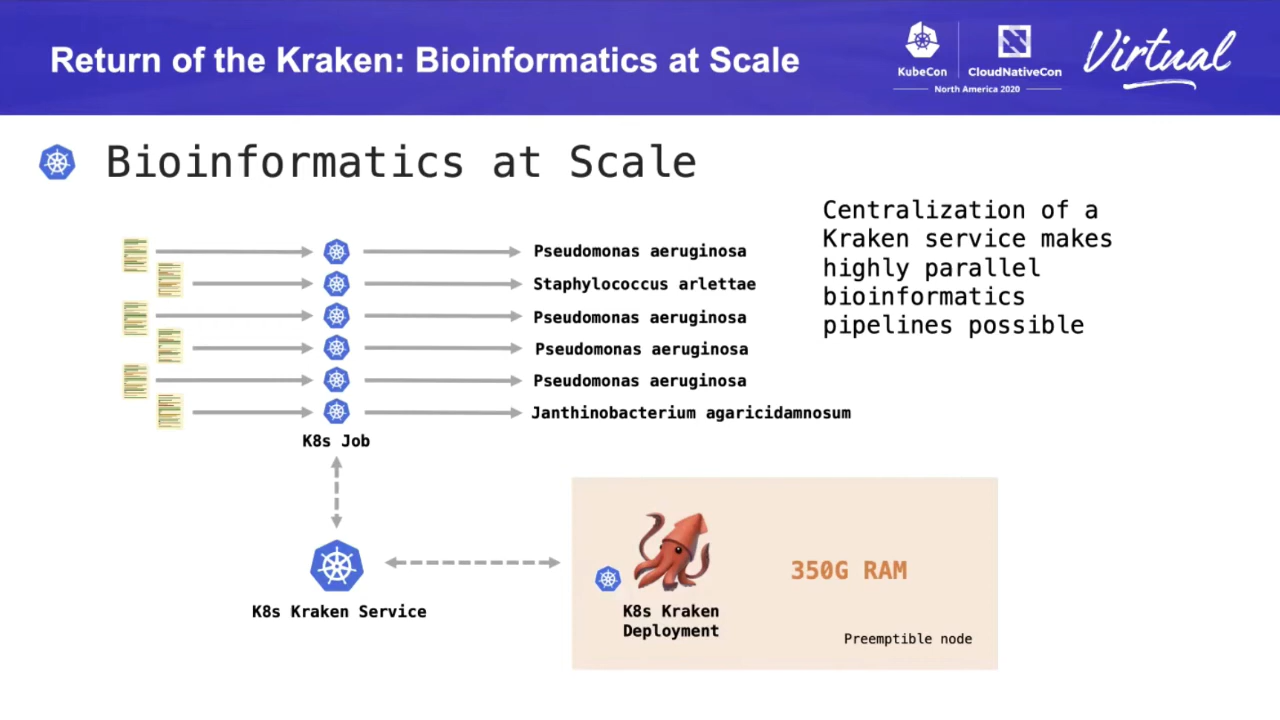 Return of the Kraken: Bioinformatics at Scale
KubeCon
CloudNativeCon
North America 2020
Virtual
Bioinformatics at Scale
Centralization of a
Kraken service makes
highly parallel
bioinformatics
pipelines possible
Pseudomonas aeruginosa
Staphylococcus arlettae
Pseudomonas aeruginosa
Pseudomonas aeruginosa
Pseudomonas aeruginosa
Janthinobacterium agaricidamnosum
K8s Job
K8s Kraken Service
K8s Kraken
Deployment
350G RAM
Preemptible node